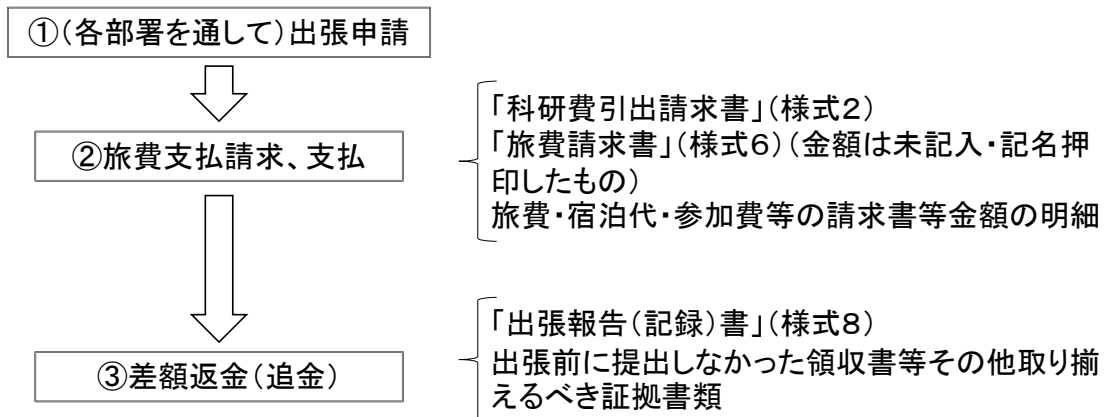 ①(各部署を通して)出張申請
「科研費引出請求書」(様式2)
「旅費請求書」(様式6)(金額は未記入・記名押
印したもの)
旅費・宿泊代・参加費等の請求書等金額の明細
②旅費支払請求、支払
「出張報告(記録)書」(様式8)
出張前に提出しなかった領収書等その他取り揃
えるべき証拠書類
③差額返金(追金)